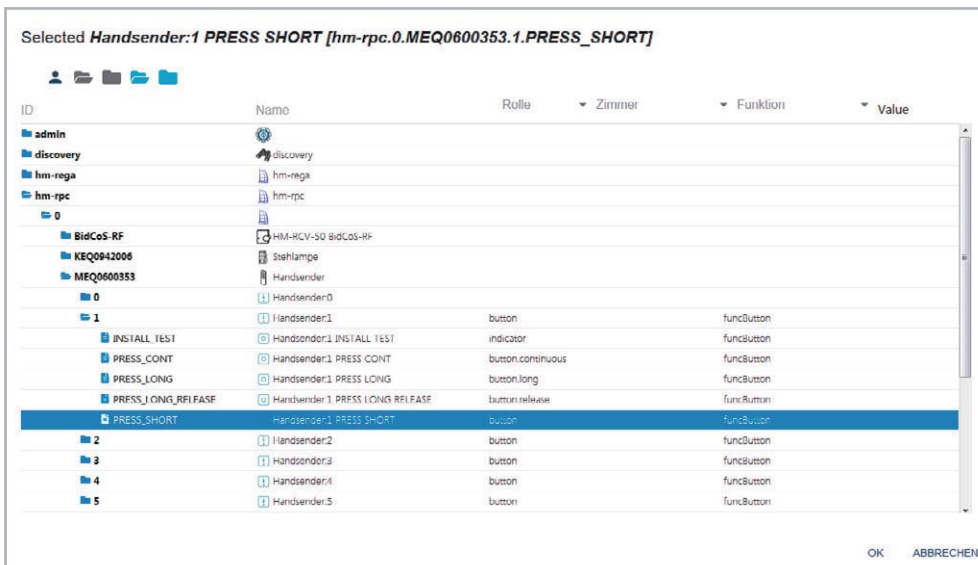 Selected Handsender:1 PRESS SHORT [hm-rpc.0.MEQ0600353.1.PRESS_SHORT]
ID Name Rolle Zimmer Funktion Value
admin
discovery discovery
hm-rega hm-rega
hm-rpc hm-rpc
0
BidCoS-RF HM-RCV-50 BidCoS-RF
KEQ0942006 Stehlampe
MEQ0600353 Handsender
0 Handsender:0
1 Handsender:1 button funcButton
INSTALL_TEST Handsender:1 INSTALL TEST indicator funcButton
PRESS_CONT Handsender:1 PRESS CONT button.continuous funcButton
PRESS_LONG Handsender:1 PRESS LONG button.long funcButton
PRESS_LONG_RELEASE Handsender:1 PRESS LONG RELEASE button.release funcButton
PRESS_SHORT Handsender:1 PRESS SHORT button funcButton
2 Handsender:2 button funcButton
3 Handsender:3 button funcButton
4 Handsender:4 button funcButton
5 Handsender:5 button funcButton
OK ABBRECHEN